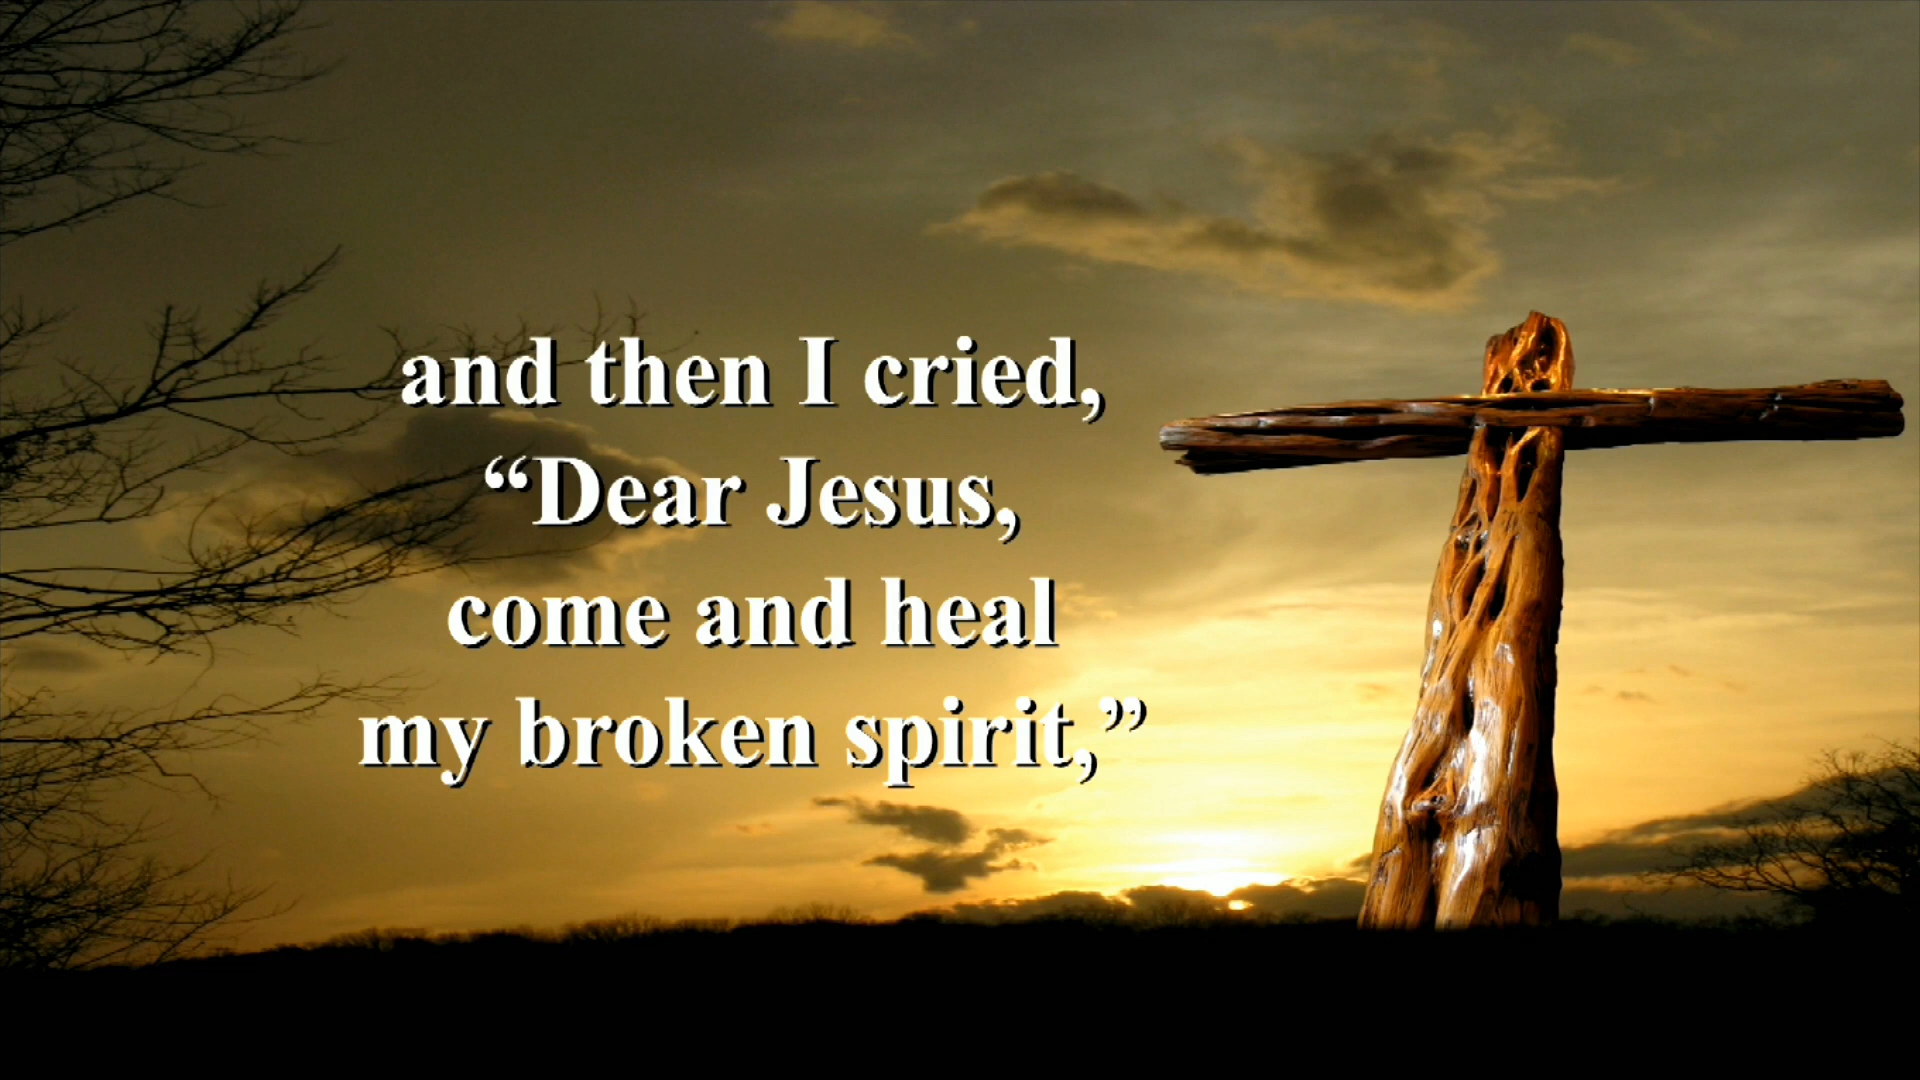 and then I cried,
“Dear Jesus,
come and heal
my broken spirit,”